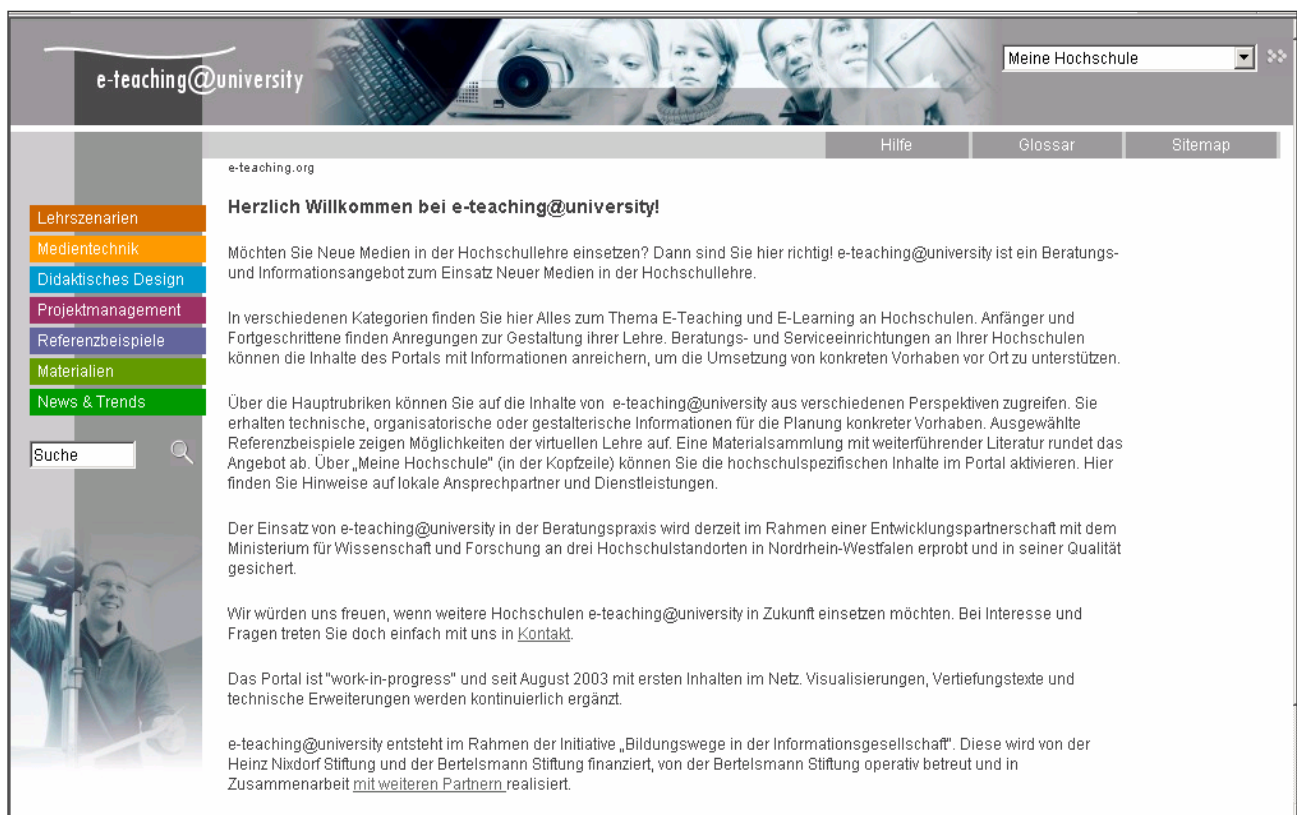 e-teaching@university
Meine Hochschule
Hilfe
Glossar
Sitemap
e-teaching.org
Lehrszenarien
Medientechnik
Didaktisches Design
Projektmanagement
Referenzbeispiele
Materialien
News & Trends
Suche
Herzlich Willkommen bei e-teaching@university!
Möchten Sie Neue Medien in der Hochschullehre einsetzen? Dann sind Sie hier richtig! e-teaching@university ist ein Beratungs-
und Informationsangebot zum Einsatz Neuer Medien in der Hochschullehre.
In verschiedenen Kategorien finden Sie hier Alles zum Thema E-Teaching und E-Learning an Hochschulen. Anfänger und
Fortgeschrittene finden Anregungen zur Gestaltung ihrer Lehre. Beratungs- und Serviceeinrichtungen an Ihrer Hochschulen
können die Inhalte des Portals mit Informationen anreichern, um die Umsetzung von konkreten Vorhaben vor Ort zu unterstützen.
Über die Hauptrubriken können Sie auf die Inhalte von e-teaching@university aus verschiedenen Perspektiven zugreifen. Sie
erhalten technische, organisatorische oder gestalterische Informationen für die Planung konkreter Vorhaben. Ausgewählte
Referenzbeispiele zeigen Möglichkeiten der virtuellen Lehre auf. Eine Materialsammlung mit weiterführender Literatur rundet das
Angebot ab. Über „Meine Hochschule" (in der Kopfzeile) können Sie die hochschulspezifischen Inhalte im Portal aktivieren. Hier
finden Sie Hinweise auf lokale Ansprechpartner und Dienstleistungen.
Der Einsatz von e-teaching@university in der Beratungspraxis wird derzeit im Rahmen einer Entwicklungspartnerschaft mit dem
Ministerium für Wissenschaft und Forschung an drei Hochschulstandorten in Nordrhein-Westfalen erprobt und in seiner Qualität
gesichert.
Wir würden uns freuen, wenn weitere Hochschulen e-teaching@university in Zukunft einsetzen möchten. Bei Interesse und
Fragen treten Sie doch einfach mit uns in Kontakt.
Das Portal ist "work-in-progress" und seit August 2003 mit ersten Inhalten im Netz. Visualisierungen, Vertiefungstexte und
technische Erweiterungen werden kontinuierlich ergänzt.
e-teaching@university entsteht im Rahmen der Initiative „Bildungswege in der Informationsgesellschaft". Diese wird von der
Heinz Nixdorf Stiftung und der Bertelsmann Stiftung finanziert, von der Bertelsmann Stiftung operativ betreut und in
Zusammenarbeit mit weiteren Partnern realisiert.